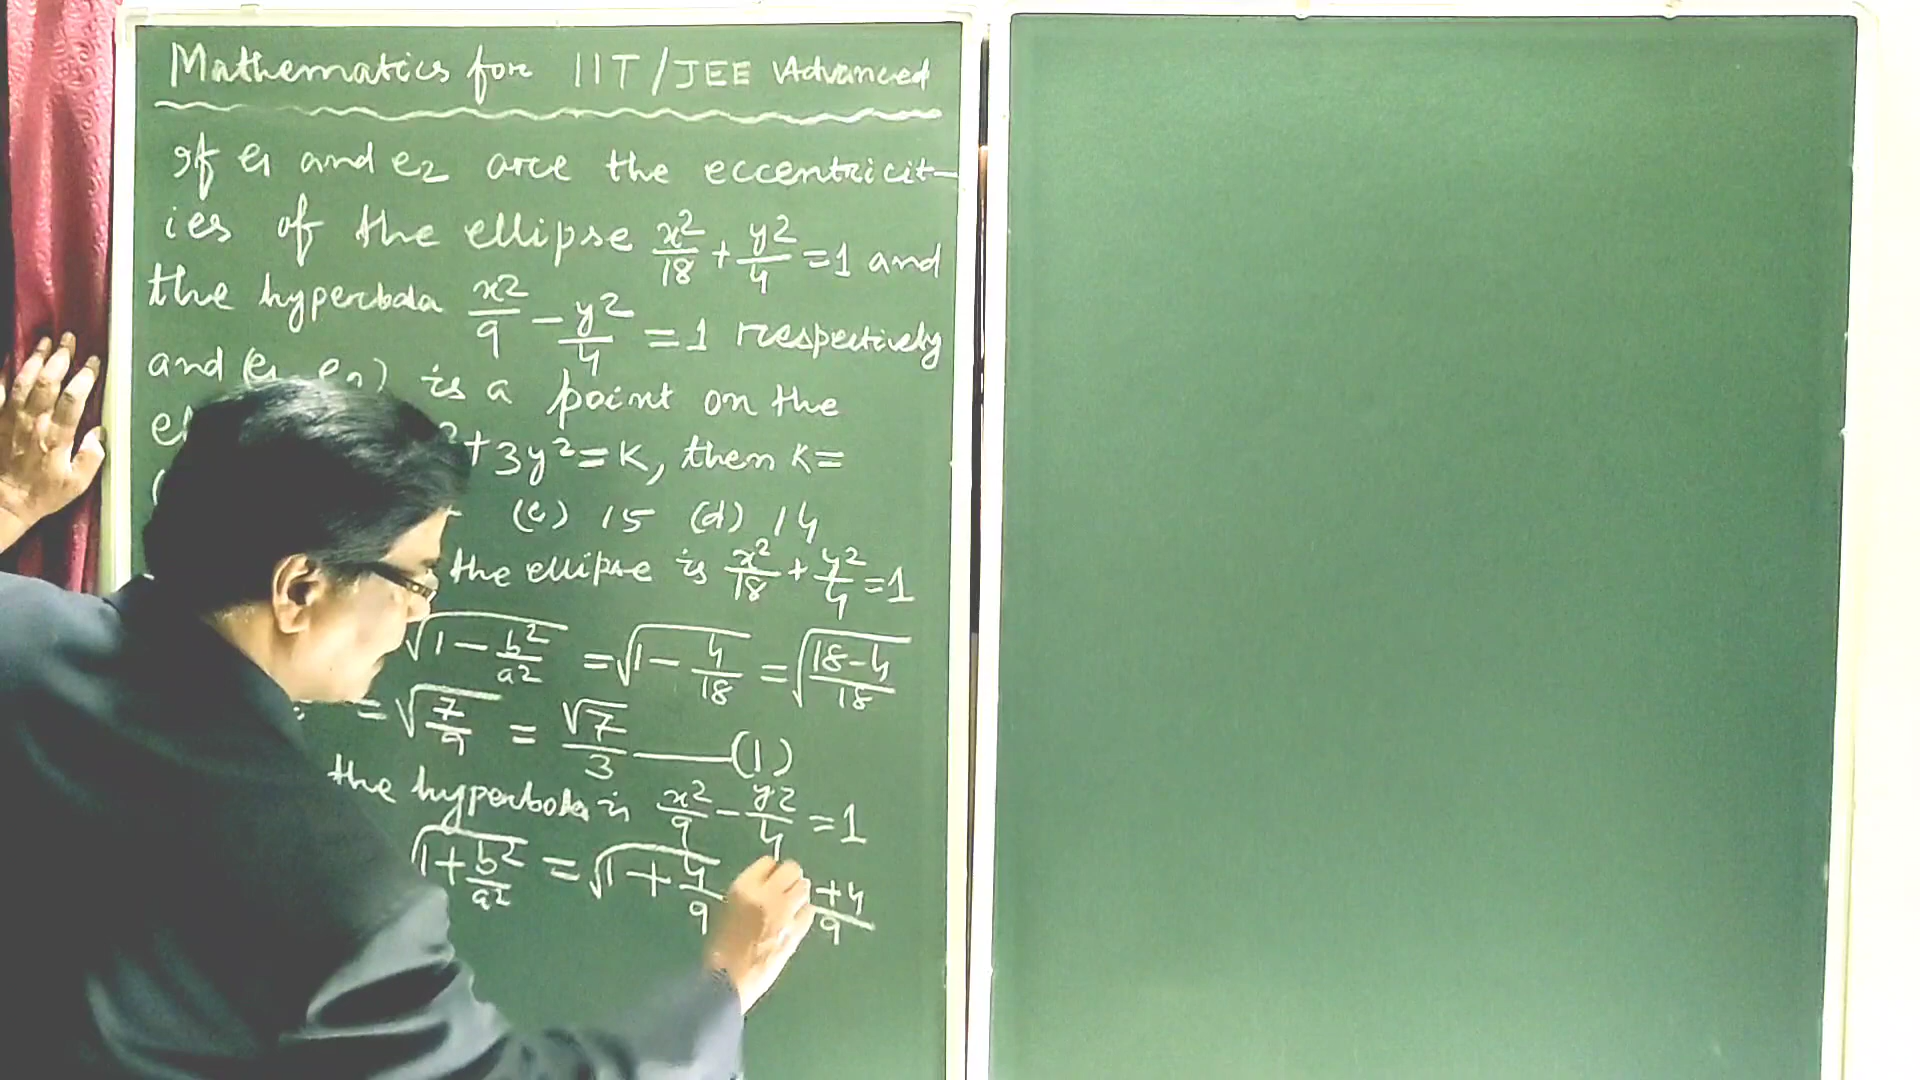 Mathematics for IIT/JEE Advanced
If e1 and e2 are the eccentricit-
ies of the ellipse x²/18 + y²/4 = 1 and
the hyperbola x²/9 - y²/4 = 1 respectively
and (e1, e2) is a point on the
² + 3y² = K, then K =
(c) 15 (d) 14
the ellipse is x²/18 + y²/4 = 1
√(1 - b²/a²) = √(1 - 4/18) = √((18-4)/18)
= √(7/9) = √7/3 —— (1)
the hyperbola is x²/9 - y²/4 = 1
√(1 + b²/a²) = √(1 + 4/9) +4/9